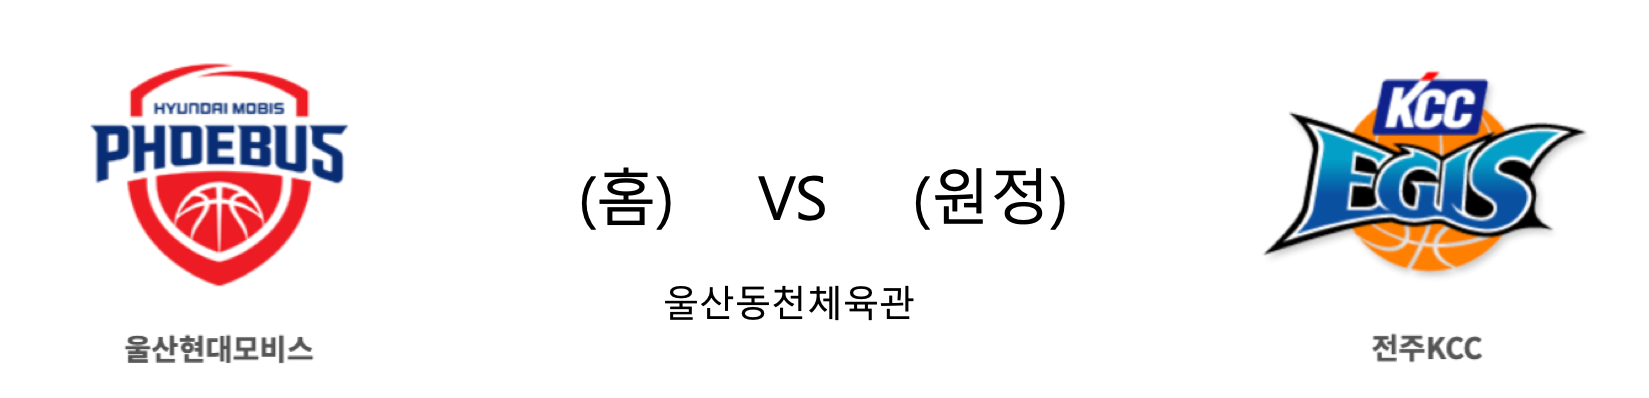 HYUNDAI MOBIS
PHOEBUS
울산현대모비스
(홈) VS (원정)
울산동천체육관
KCC
EGIS
전주KCC